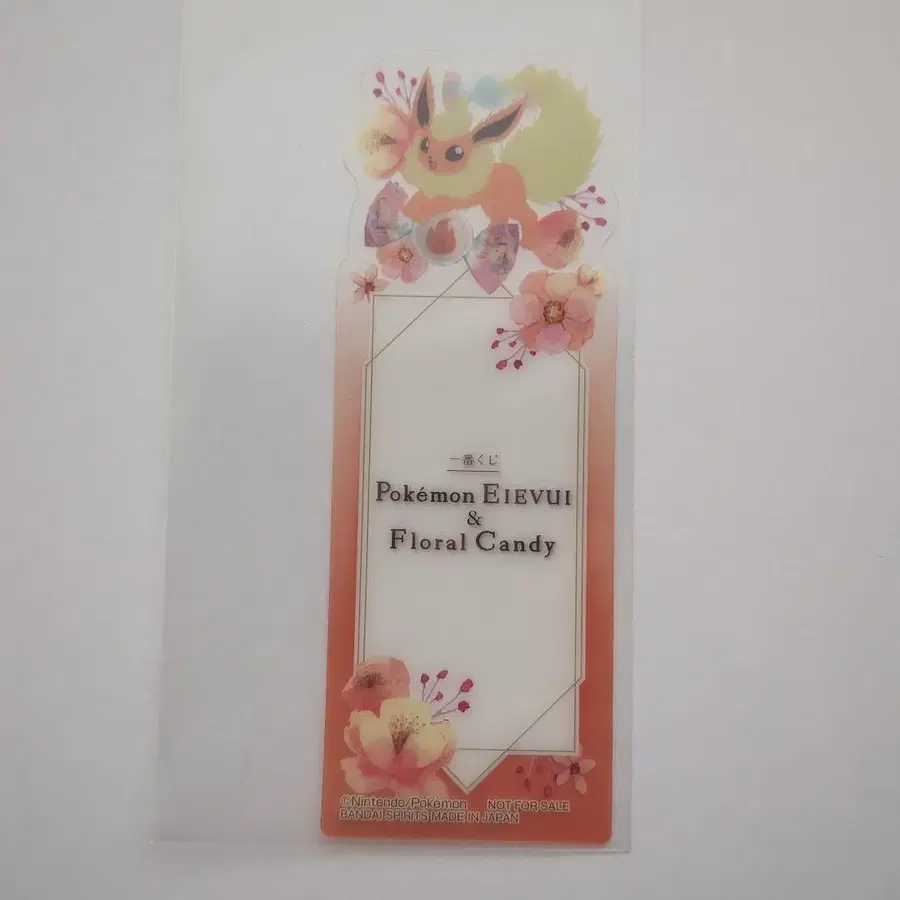 一番くじ
Pokémon EIEVUI
&
Floral Candy
©Nintendo/Pokémon NOT FOR SALE
BANDAI SPIRITS MADE IN JAPAN